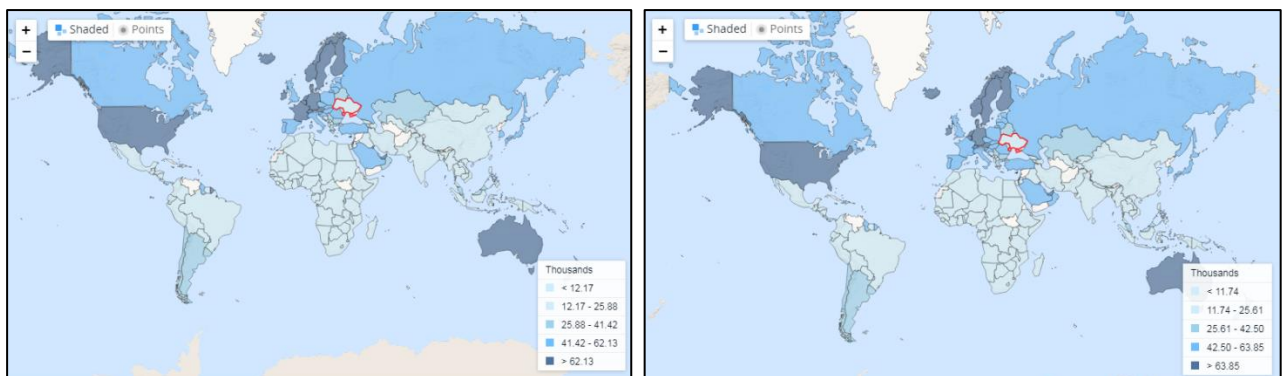 +
−
Shaded
Points
Thousands
< 12.17
12.17 - 25.88
25.88 - 41.42
41.42 - 62.13
> 62.13
+
−
Shaded
Points
Thousands
< 11.74
11.74 - 25.61
25.61 - 42.50
42.50 - 63.85
> 63.85